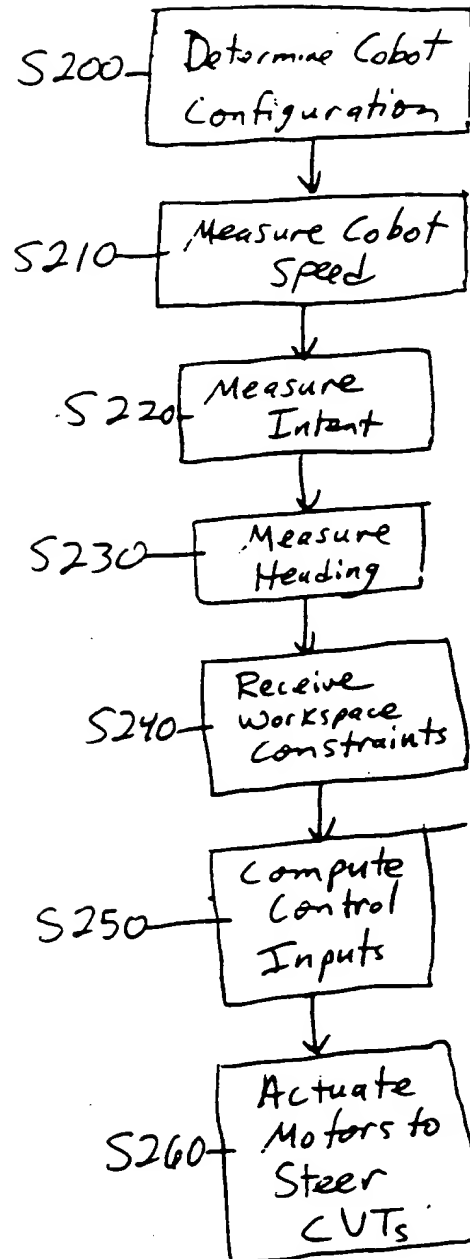 S200
Determine Cobot
Configuration
S210
Measure Cobot
Speed
S220
Measure
Intent
S230
Measure
Heading
S240
Receive
Workspace
Constraints
S250
Compute
Control
Inputs
S260
Actuate
Motors to
Steer
CVTs